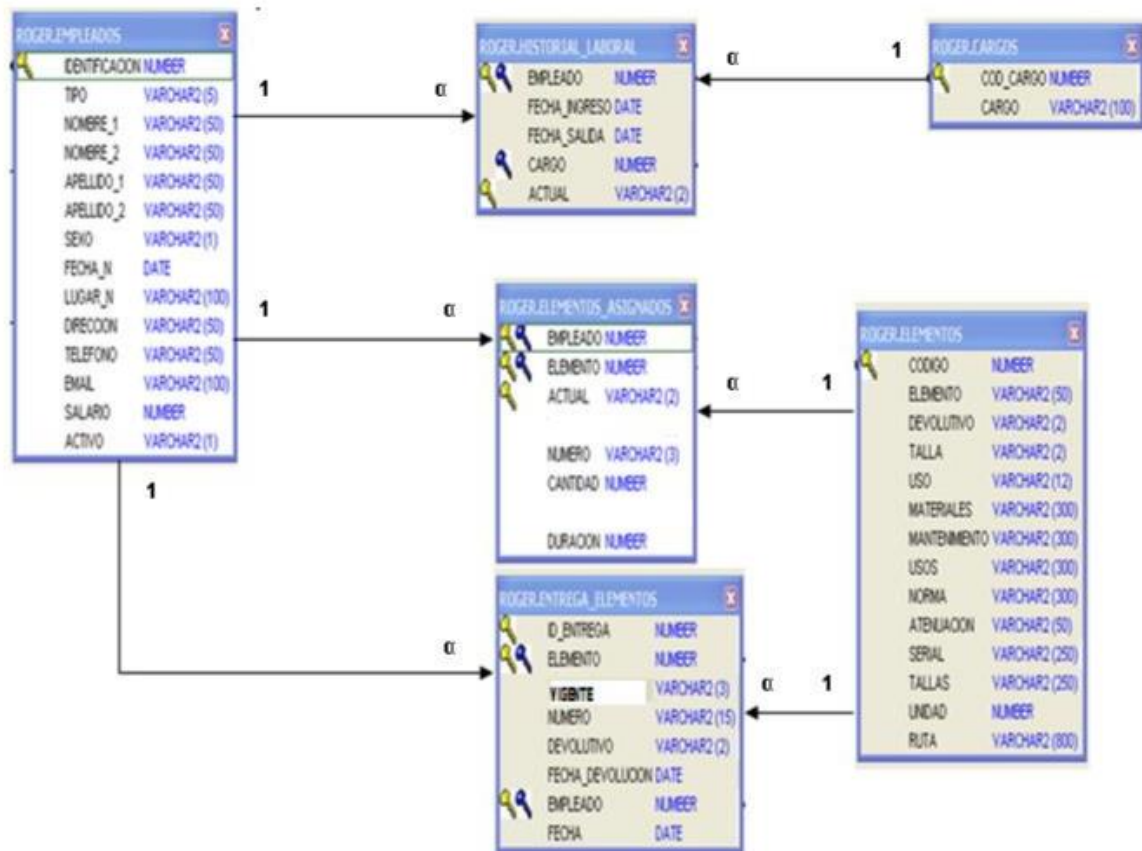 ROGER.EMPLEADOS
IDENTIFICACION NUMBER
TIPO VARCHAR2 (5)
NOMBRE_1 VARCHAR2 (50)
NOMBRE_2 VARCHAR2 (50)
APELLIDO_1 VARCHAR2 (50)
APELLIDO_2 VARCHAR2 (50)
SEXO VARCHAR2 (1)
FECHA_N DATE
LUGAR_N VARCHAR2 (100)
DIRECCION VARCHAR2 (50)
TELEFONO VARCHAR2 (50)
EMAIL VARCHAR2 (100)
SALARIO NUMBER
ACTIVO VARCHAR2 (1)
1 α
ROGER.HISTORIAL_LABORAL
EMPLEADO NUMBER
FECHA_INGRESO DATE
FECHA_SALIDA DATE
CARGO NUMBER
ACTUAL VARCHAR2 (2)
α 1
ROGER.CARGOS
COD_CARGO NUMBER
CARGO VARCHAR2 (100)
1 α
ROGER.ELEMENTOS_ASIGNADOS
EMPLEADO NUMBER
ELEMENTO NUMBER
ACTUAL VARCHAR2 (2)
NUMERO VARCHAR2 (3)
CANTIDAD NUMBER
DURACION NUMBER
α 1
ROGER.ELEMENTOS
CODIGO NUMBER
ELEMENTO VARCHAR2 (50)
DEVOLUTIVO VARCHAR2 (2)
TALLA VARCHAR2 (2)
USO VARCHAR2 (12)
MATERIALES VARCHAR2 (300)
MANTENIMIENTO VARCHAR2 (300)
USOS VARCHAR2 (300)
NORMA VARCHAR2 (300)
ATENUACION VARCHAR2 (50)
SERIAL VARCHAR2 (250)
TALLAS VARCHAR2 (250)
UNIDAD NUMBER
RUTA VARCHAR2 (800)
1 α
ROGER.ENTREGA_ELEMENTOS
ID_ENTREGA NUMBER
ELEMENTO NUMBER
VIGENTE VARCHAR2 (3)
NUMERO VARCHAR2 (15)
DEVOLUTIVO VARCHAR2 (2)
FECHA_DEVOLUCION DATE
EMPLEADO NUMBER
FECHA DATE
α 1